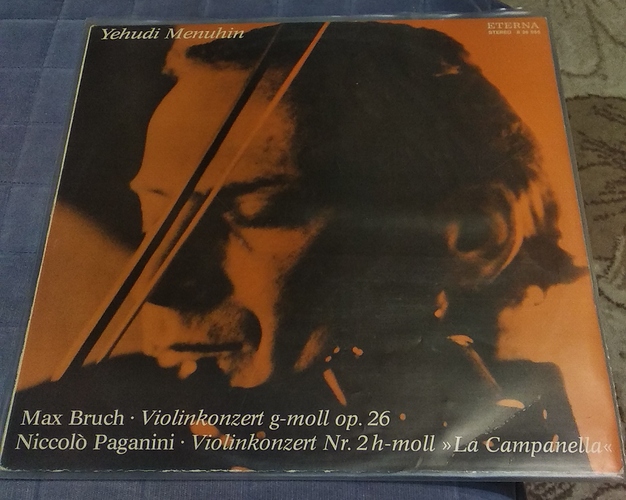 Yehudi Menuhin
ETERNA
STEREO
Max Bruch · Violinkonzert g-moll op. 26
Niccolò Paganini · Violinkonzert Nr. 2 h-moll »La Campanella«